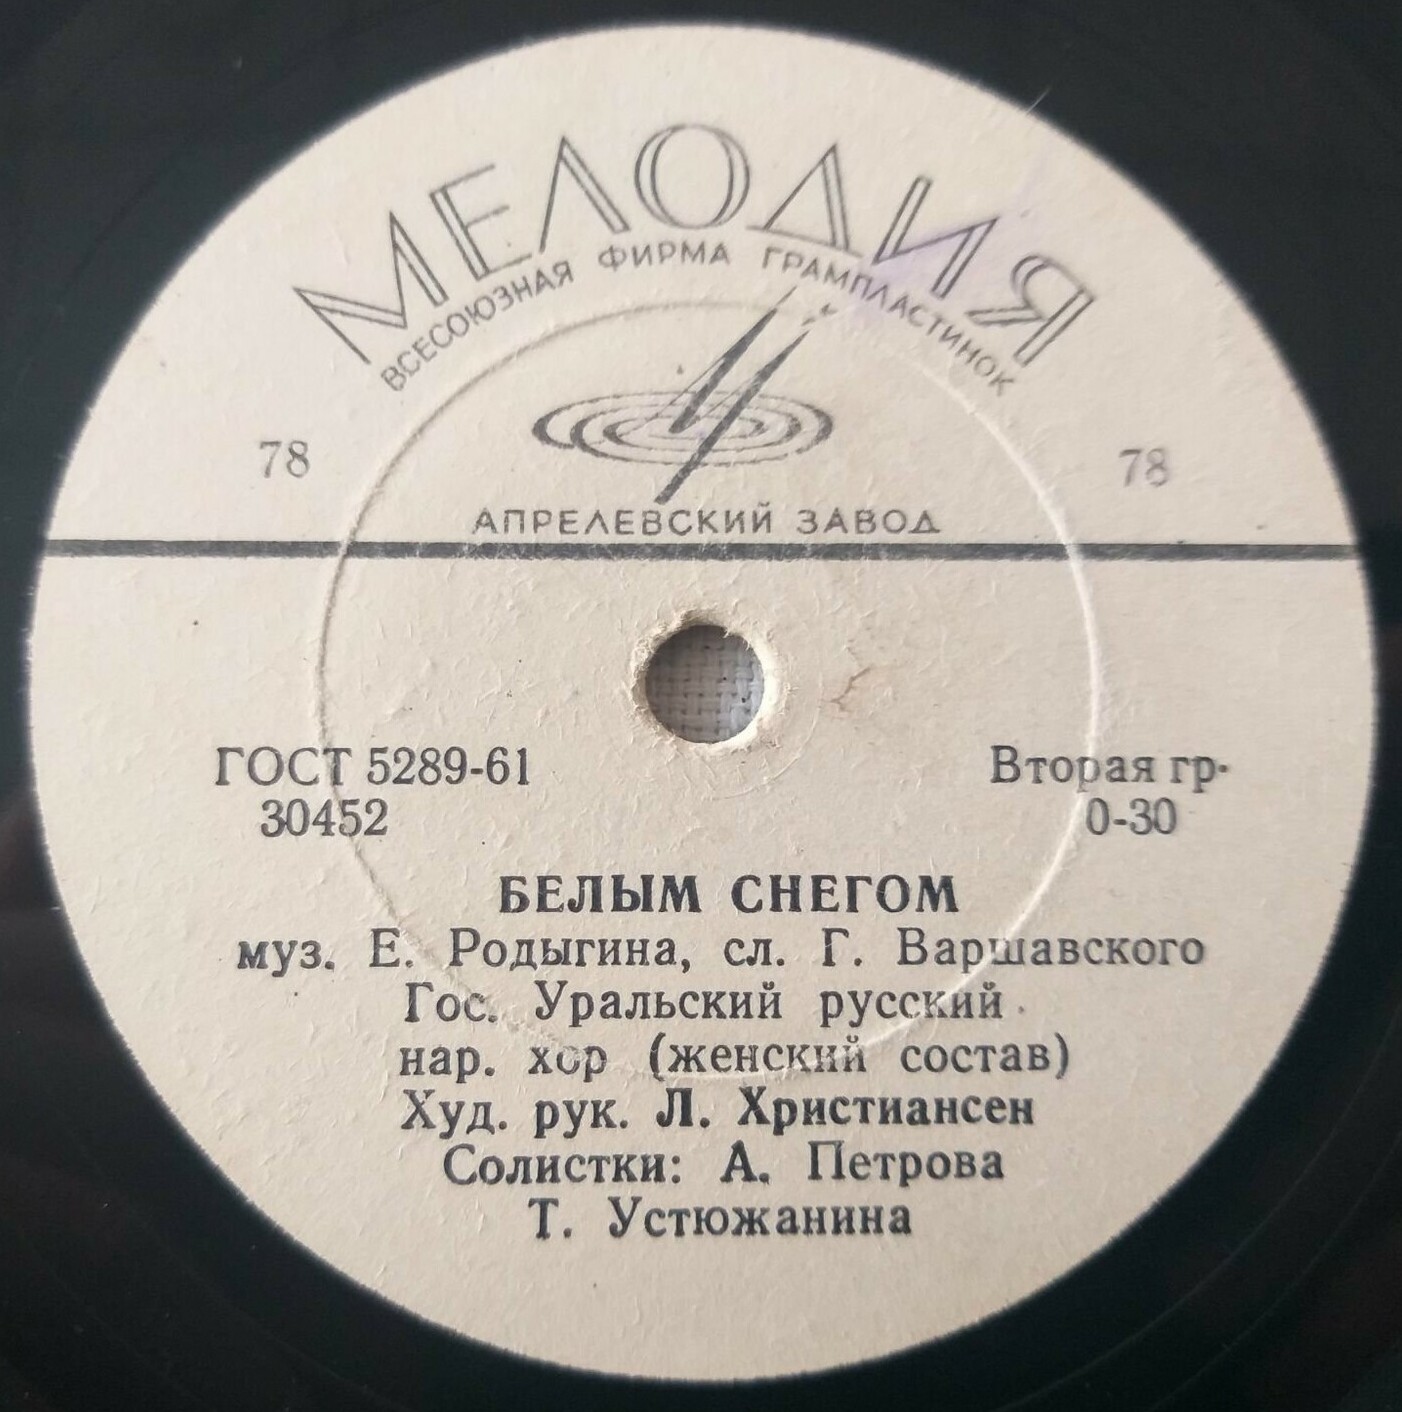 МЕЛОДИЯ
ВСЕСОЮЗНАЯ ФИРМА ГРАМПЛАСТИНОК
78 78
АПРЕЛЕВСКИЙ ЗАВОД
ГОСТ 5289-61 Вторая гр.
30452 0-30
БЕЛЫМ СНЕГОМ
муз. Е. Родыгина, сл. Г. Варшавского
Гос. Уральский русский
нар. хор (женский состав)
Худ. рук. Л. Христиансен
Солистки: А. Петрова
Т. Устюжанина